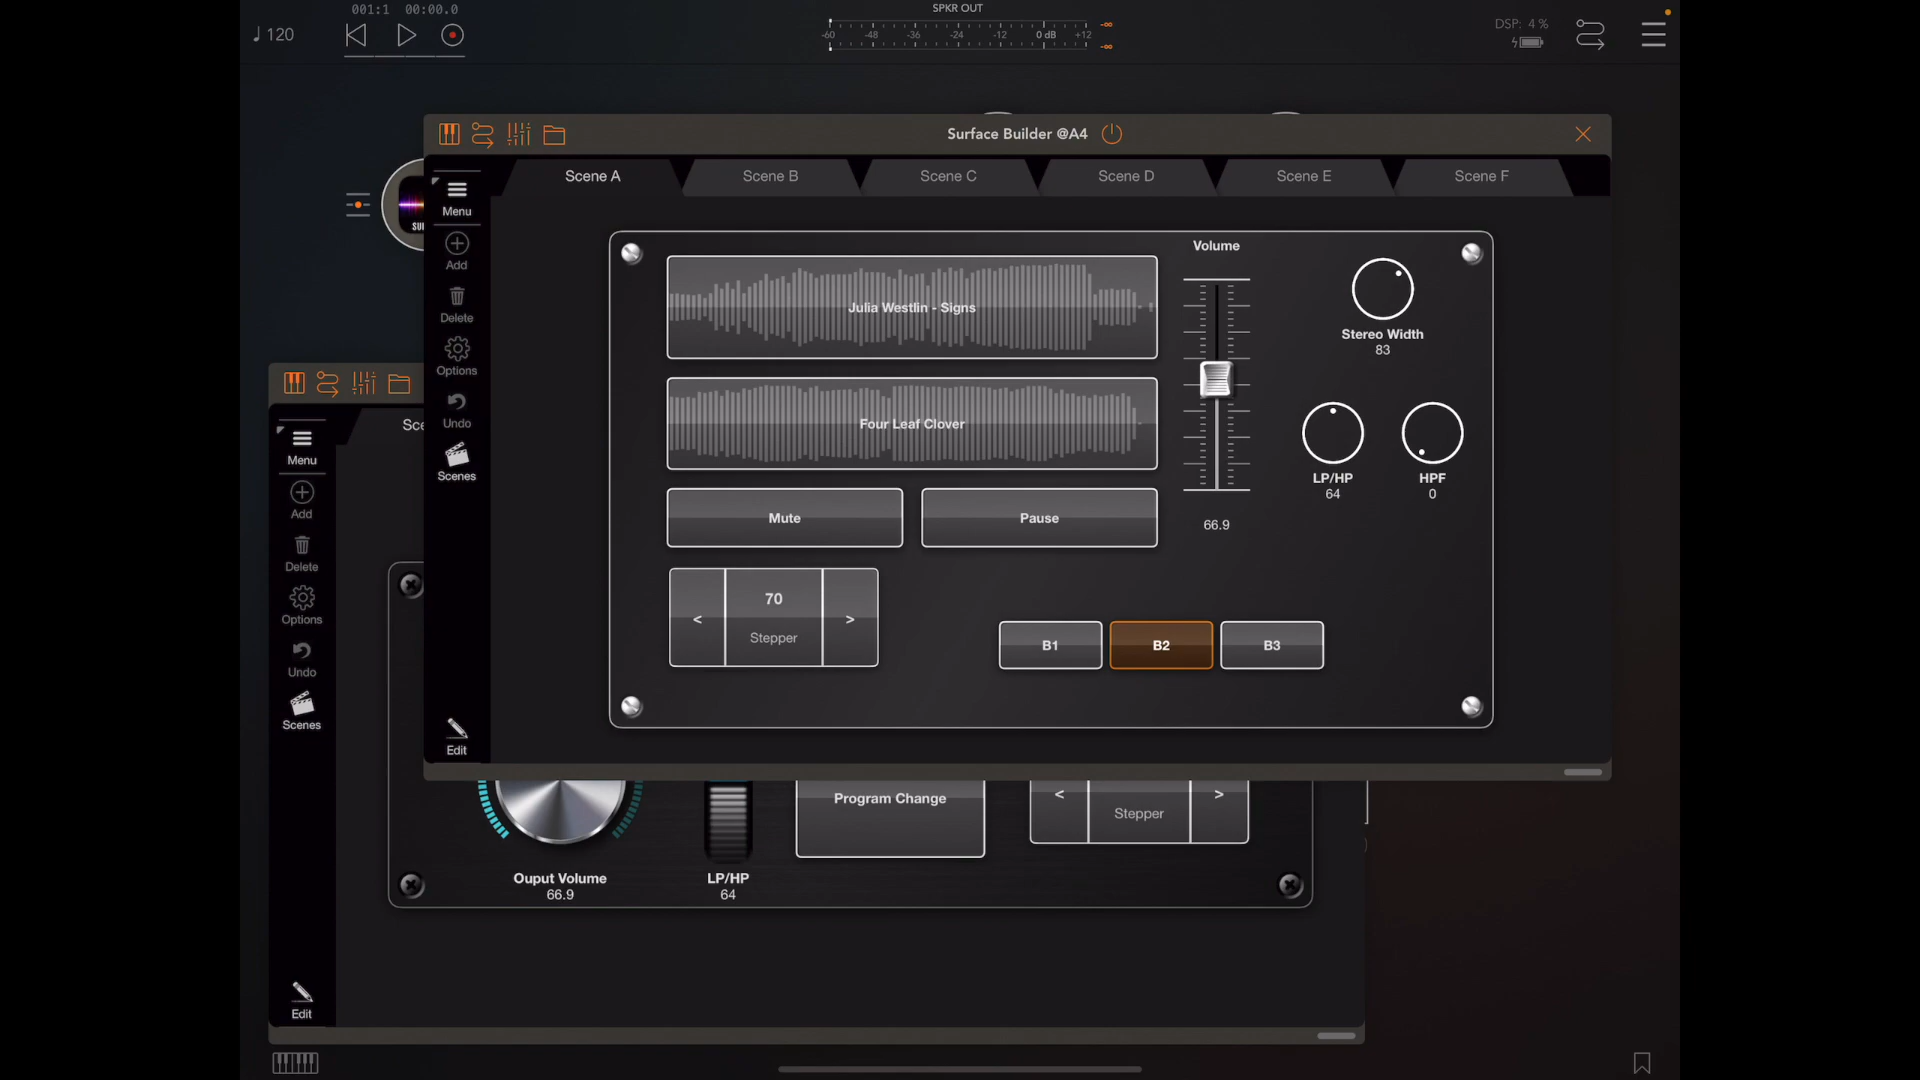 001:1 00:00.0
120
SPKR OUT
-60 -48 -36 -24 -12 0 dB +12
-∞
-∞
DSP: 4 %
Surface Builder @A4
Scene A Scene B Scene C Scene D Scene E Scene F
Menu
Add
Delete
Options
Undo
Scenes
Edit
Julia Westlin - Signs
Four Leaf Clover
Mute Pause
< 70 >
Stepper
B1 B2 B3
Volume
66.9
Stereo Width
83
LP/HP
64
HPF
0
Menu
Add
Delete
Options
Undo
Scenes
Edit
Ouput Volume
66.9
LP/HP
64
Program Change
< Stepper >